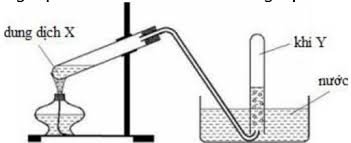 dung dịch X
khí Y
nước